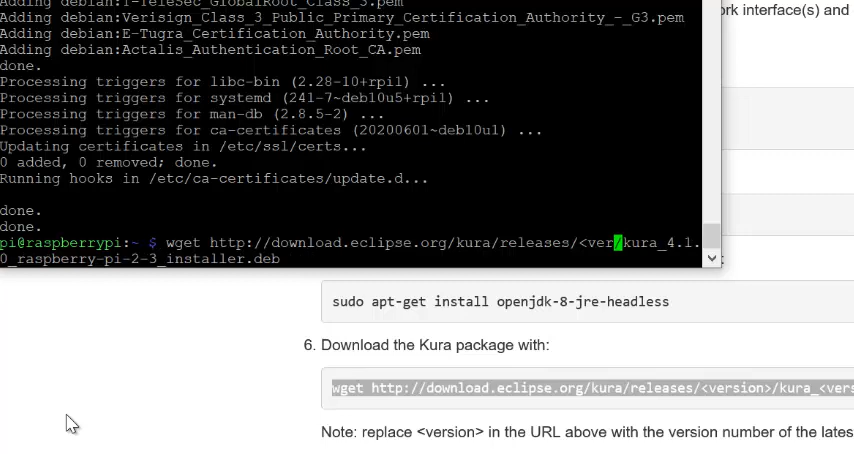 Adding debian:T-TeleSec_GlobalRoot_Class_3.pem
Adding debian:Verisign_Class_3_Public_Primary_Certification_Authority_-_G3.pem
Adding debian:E-Tugra_Certification_Authority.pem
Adding debian:Actalis_Authentication_Root_CA.pem
done.
Processing triggers for libc-bin (2.28-10+rpi1) ...
Processing triggers for systemd (241-7~deb10u5+rpi1) ...
Processing triggers for man-db (2.8.5-2) ...
Processing triggers for ca-certificates (20200601~deb10u1) ...
Updating certificates in /etc/ssl/certs...
0 added, 0 removed; done.
Running hooks in /etc/ca-certificates/update.d...
done.
done.
pi@raspberrypi:~ $ wget http://download.eclipse.org/kura/releases/<ver/kura_4.1.
0_raspberry-pi-2-3_installer.deb
rk interface(s) and
:
sudo apt-get install openjdk-8-jre-headless
6. Download the Kura package with:
wget http://download.eclipse.org/kura/releases/<version>/kura_<vers
Note: replace <version> in the URL above with the version number of the lates